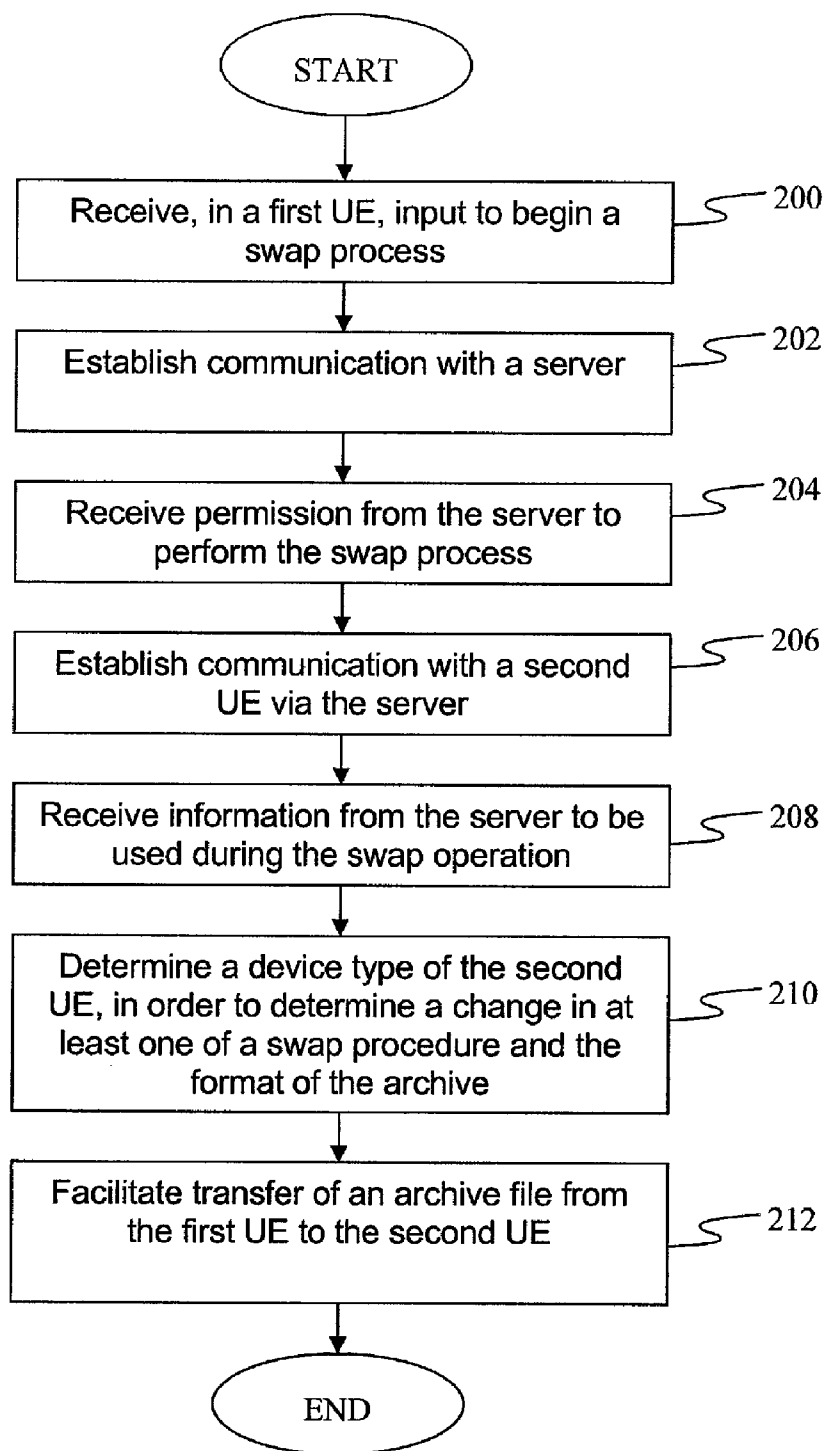 START
Receive, in a first UE, input to begin a
swap process
200
Establish communication with a server
202
Receive permission from the server to
perform the swap process
204
Establish communication with a second
UE via the server
206
Receive information from the server to be
used during the swap operation
208
Determine a device type of the second
UE, in order to determine a change in at
least one of a swap procedure and the
format of the archive
210
Facilitate transfer of an archive file from
the first UE to the second UE
212
END